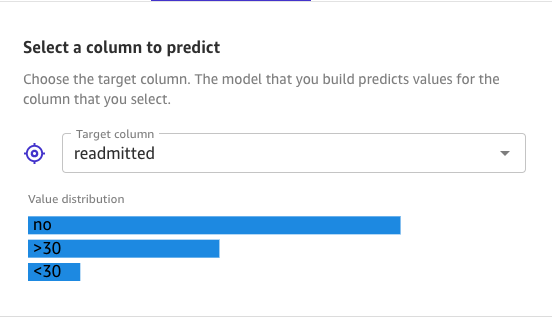 Select a column to predict
Choose the target column. The model that you build predicts values for the
column that you select.
Target column
readmitted
Value distribution
no
>30
<30